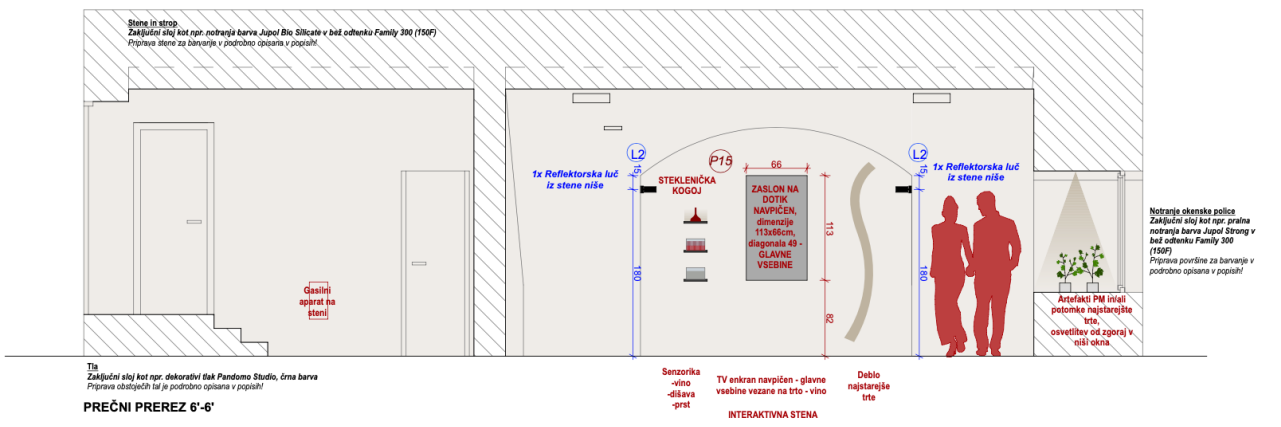 Stene in strop
Zaključni sloj kot npr. notranja barva Jupol Bio Silicate v bež odtenku Family 300 (150F)
Priprava stene za barvanje v podrobno opisana v popisih!
L2
15
1x Reflektorska luč
iz stene niše
P15
66
STEKLENIČKA
KOGOJ
ZASLON NA
DOTIK
NAVPIČEN,
dimenzije
113x66cm,
diagonala 49 -
GLAVNE
VSEBINE
113
82
180
L2
15
1x Reflektorska luč
iz stene niše
180
Gasilni
aparat na
steni
Notranje okenske police
Zaključni sloj kot npr. pralna
notranja barva Jupol Strong v
bež odtenku Family 300
(150F)
Priprava površine za barvanje v
podrobno opisana v popisih!
Artefakti PM in/ali
potomke najstarejšte
trte,
osvetlitev od zgoraj v
niši okna
Tla
Zaključni sloj kot npr. dekorativi tlak Pandomo Studio, črna barva
Priprava obstoječih tal je podrobno opisana v popisih!
PREČNI PREREZ 6'-6'
Senzorika
-vino
-dišava
-prst
TV enkran navpičen - glavne
vsebine vezane na trto - vino
INTERAKTIVNA STENA
Deblo
najstarejše
trte